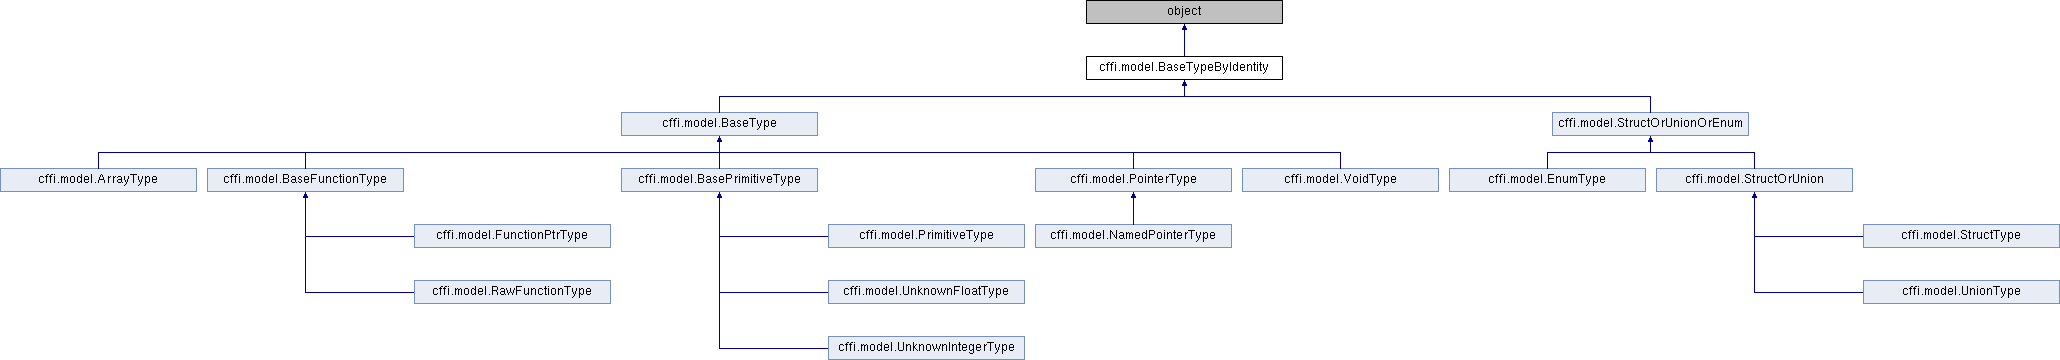 object
cffi.model.BaseTypeByIdentity
cffi.model.BaseType
cffi.model.StructOrUnionOrEnum
cffi.model.ArrayType
cffi.model.BaseFunctionType
cffi.model.BasePrimitiveType
cffi.model.PointerType
cffi.model.VoidType
cffi.model.EnumType
cffi.model.StructOrUnion
cffi.model.FunctionPtrType
cffi.model.PrimitiveType
cffi.model.NamedPointerType
cffi.model.StructType
cffi.model.RawFunctionType
cffi.model.UnknownFloatType
cffi.model.UnionType
cffi.model.UnknownIntegerType